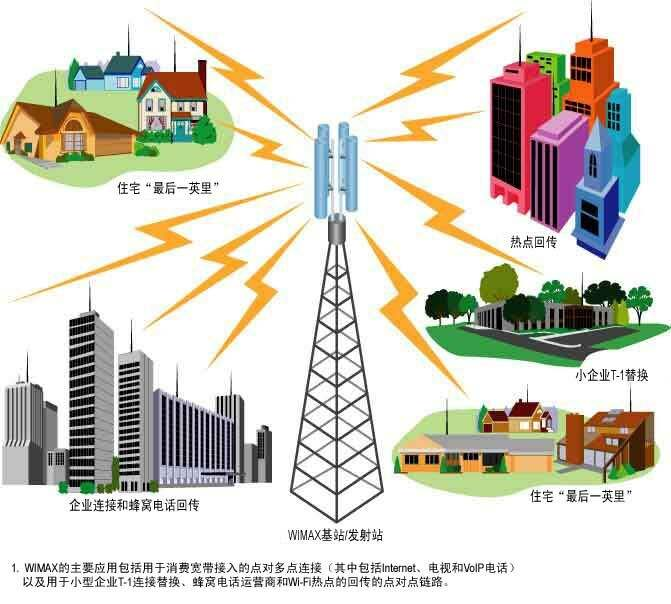 住宅“最后一英里”
热点回传
小企业T-1替换
企业连接和蜂窝电话回传
住宅“最后一英里”
WIMAX基站/发射站
1. WIMAX的主要应用包括用于消费宽带接入的点对多点连接（其中包括Internet、电视和VoIP电话）
以及用于小型企业T-1连接替换、蜂窝电话运营商和Wi-Fi热点的回传的点对点链路。